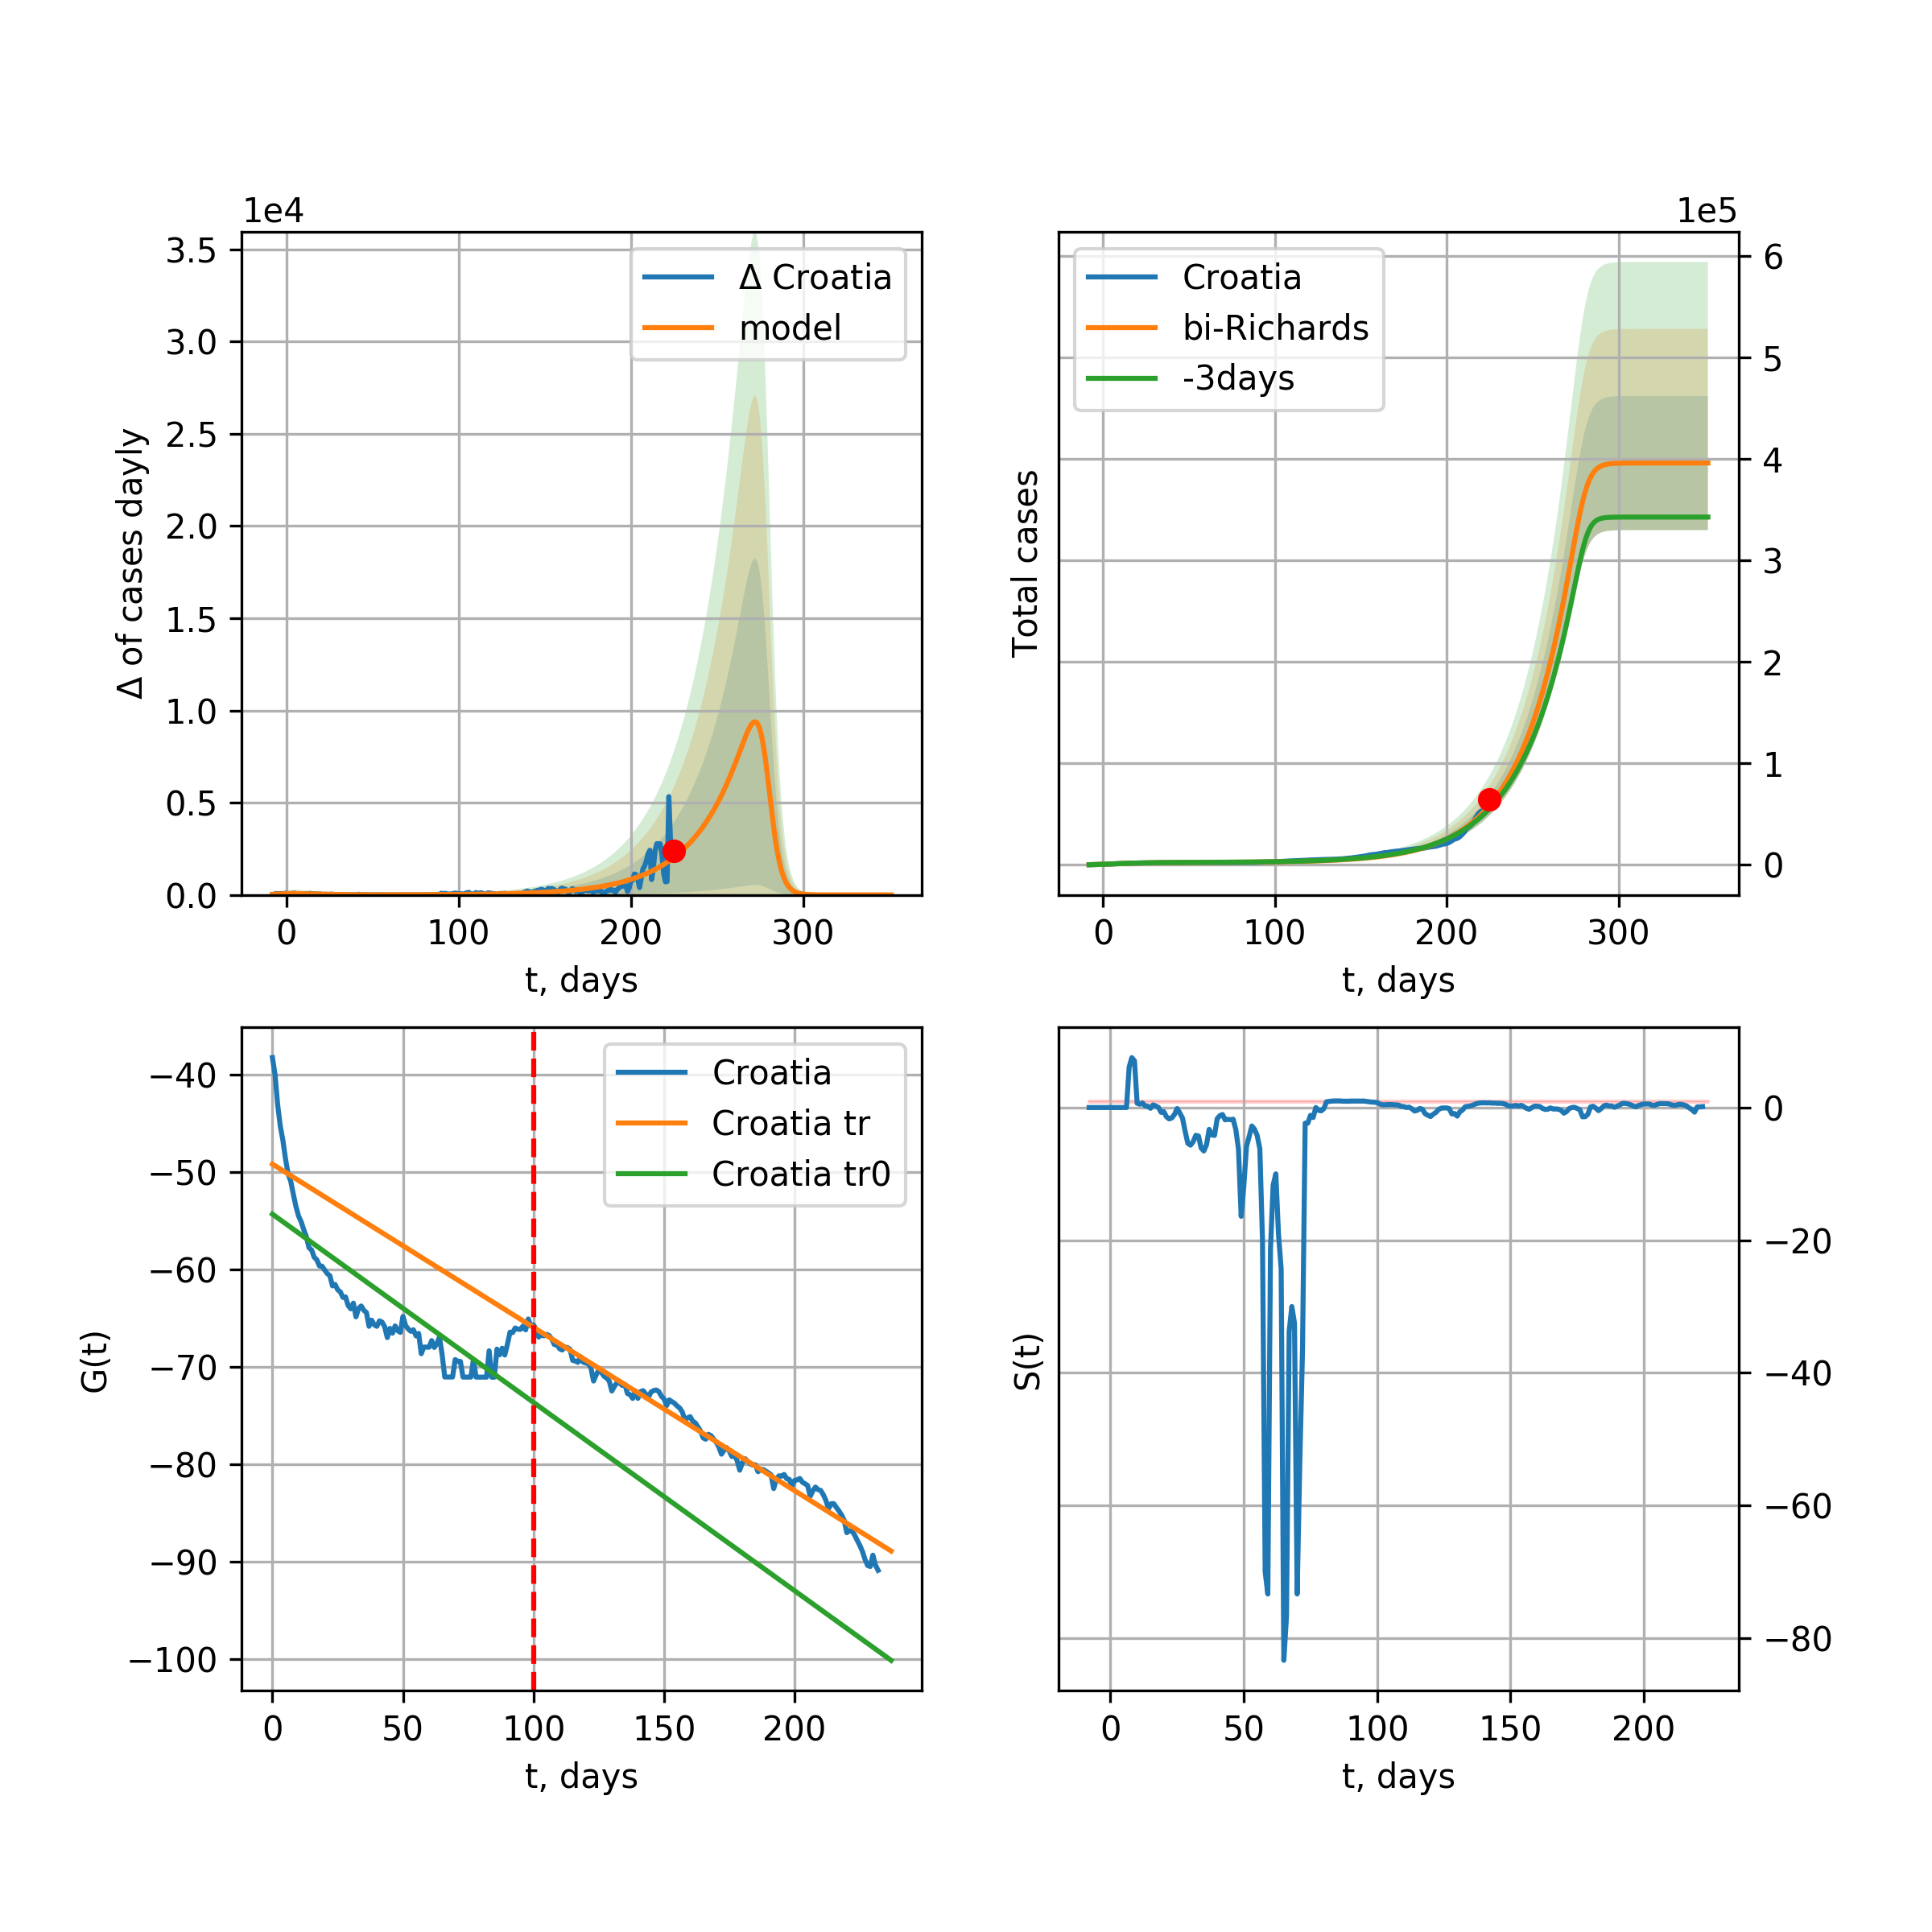 1e4
3.5
3.0
2.5
2.0
1.5
1.0
0.5
0.0
Δ of cases dayly
Δ Croatia
model
0 100 200 300
t, days
1e5
6
5
4
3
2
1
0
Total cases
Croatia
bi-Richards
-3days
0 100 200 300
t, days
−40
−50
−60
−70
−80
−90
−100
G(t)
Croatia
Croatia tr
Croatia tr0
0 50 100 150 200
t, days
0
−20
−40
−60
−80
S(t)
0 50 100 150 200
t, days